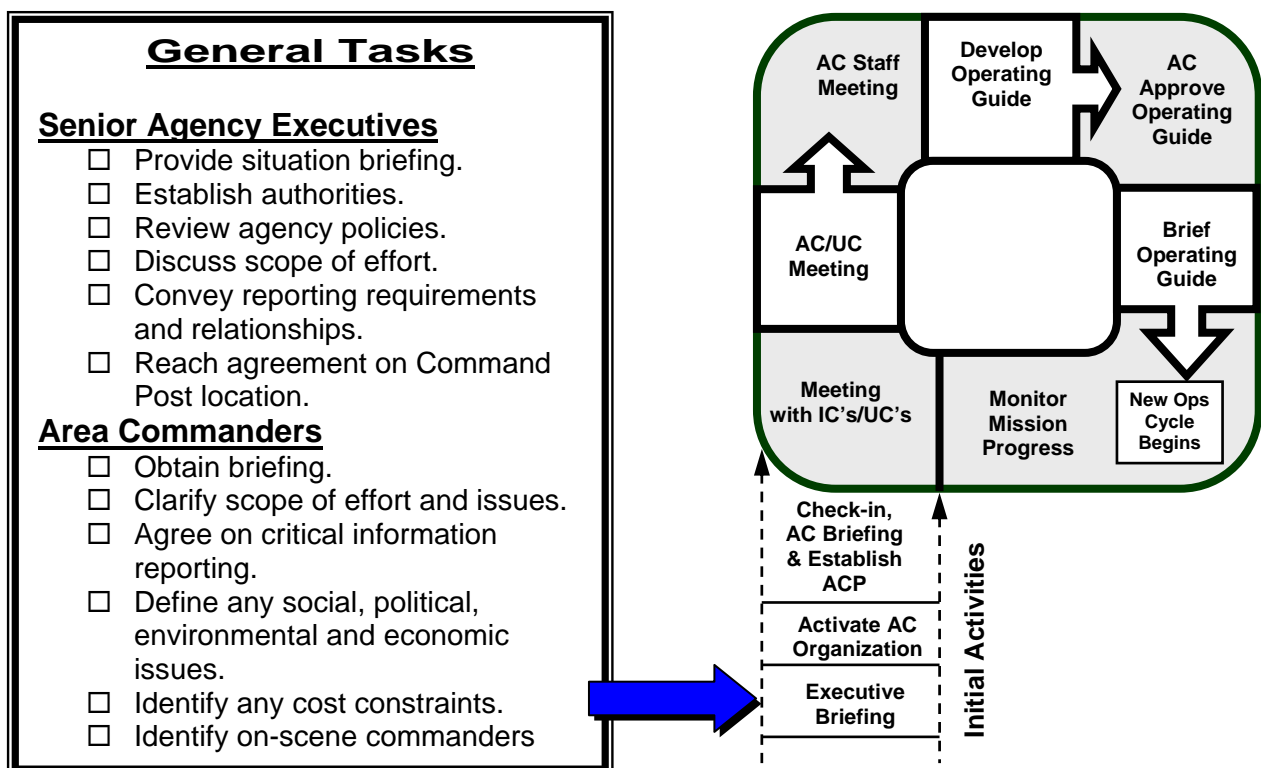 General Tasks
Senior Agency Executives
☐ Provide situation briefing.
☐ Establish authorities.
☐ Review agency policies.
☐ Discuss scope of effort.
☐ Convey reporting requirements
and relationships.
☐ Reach agreement on Command
Post location.
Area Commanders
☐ Obtain briefing.
☐ Clarify scope of effort and issues.
☐ Agree on critical information
reporting.
☐ Define any social, political,
environmental and economic
issues.
☐ Identify any cost constraints.
☐ Identify on-scene commanders
AC Staff
Meeting
Develop
Operating
Guide
AC
Approve
Operating
Guide
AC/UC
Meeting
Brief
Operating
Guide
Meeting
with IC's/UC's
Monitor
Mission
Progress
New Ops
Cycle
Begins
Check-in,
AC Briefing
& Establish
ACP
Activate AC
Organization
Executive
Briefing
Initial Activities